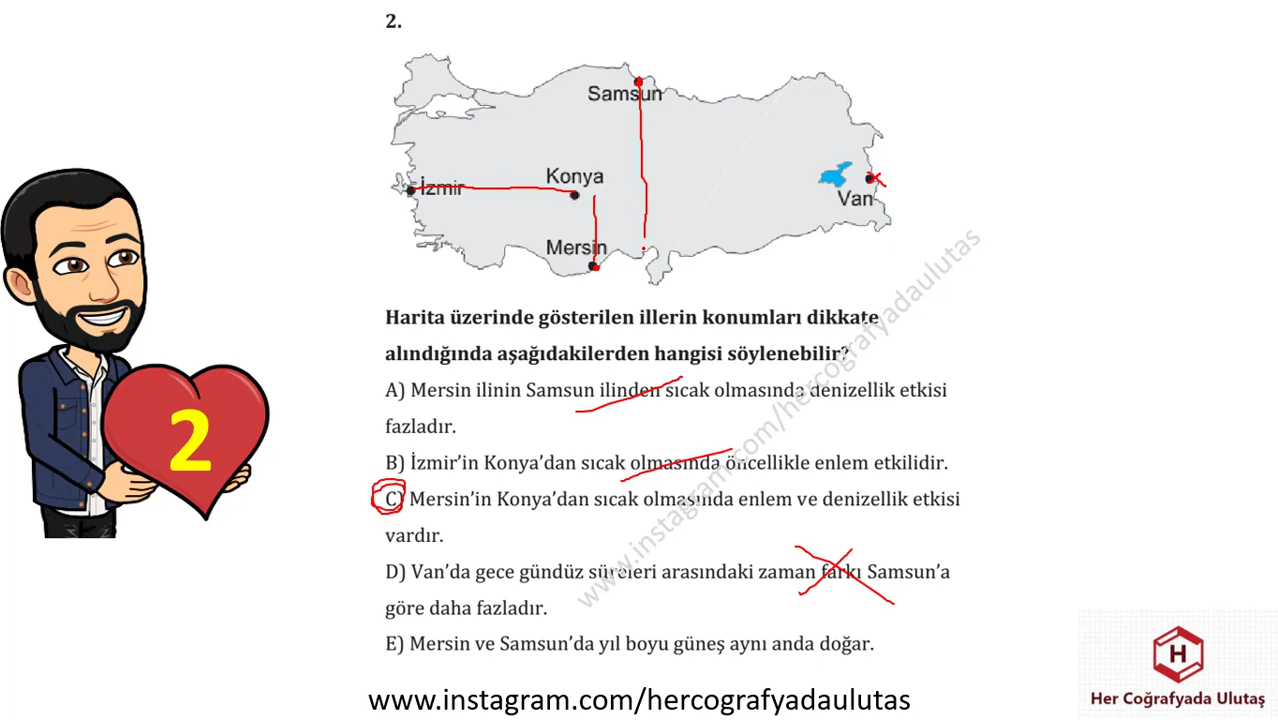 2.
Samsun
Konya
İzmir
Van
Mersin
Harita üzerinde gösterilen illerin konumları dikkate
alındığında aşağıdakilerden hangisi söylenebilir?
A) Mersin ilinin Samsun ilinden sıcak olmasında denizellik etkisi
fazladır.
B) İzmir’in Konya’dan sıcak olmasında öncellikle enlem etkilidir.
C) Mersin’in Konya’dan sıcak olmasında enlem ve denizellik etkisi
vardır.
D) Van’da gece gündüz süreleri arasındaki zaman farkı Samsun’a
göre daha fazladır.
E) Mersin ve Samsun’da yıl boyu güneş aynı anda doğar.
www.instagram.com/hercografyadaulutas
2
www.instagram.com/hercografyadaulutas
H
Her Coğrafyada Ulutaş